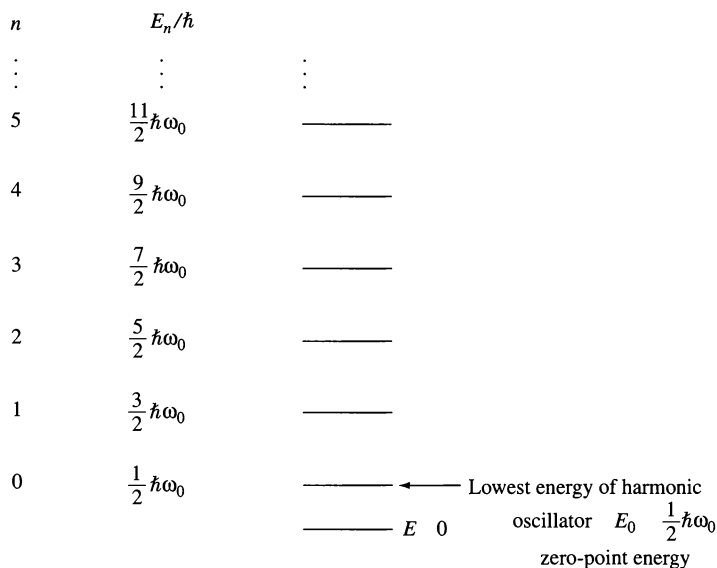 n E_n/ħ
⋮ ⋮ ⋮
5 11/2 ħω₀
4 9/2 ħω₀
3 7/2 ħω₀
2 5/2 ħω₀
1 3/2 ħω₀
0 1/2 ħω₀ Lowest energy of harmonic
E 0 oscillator E₀ 1/2 ħω₀
zero-point energy